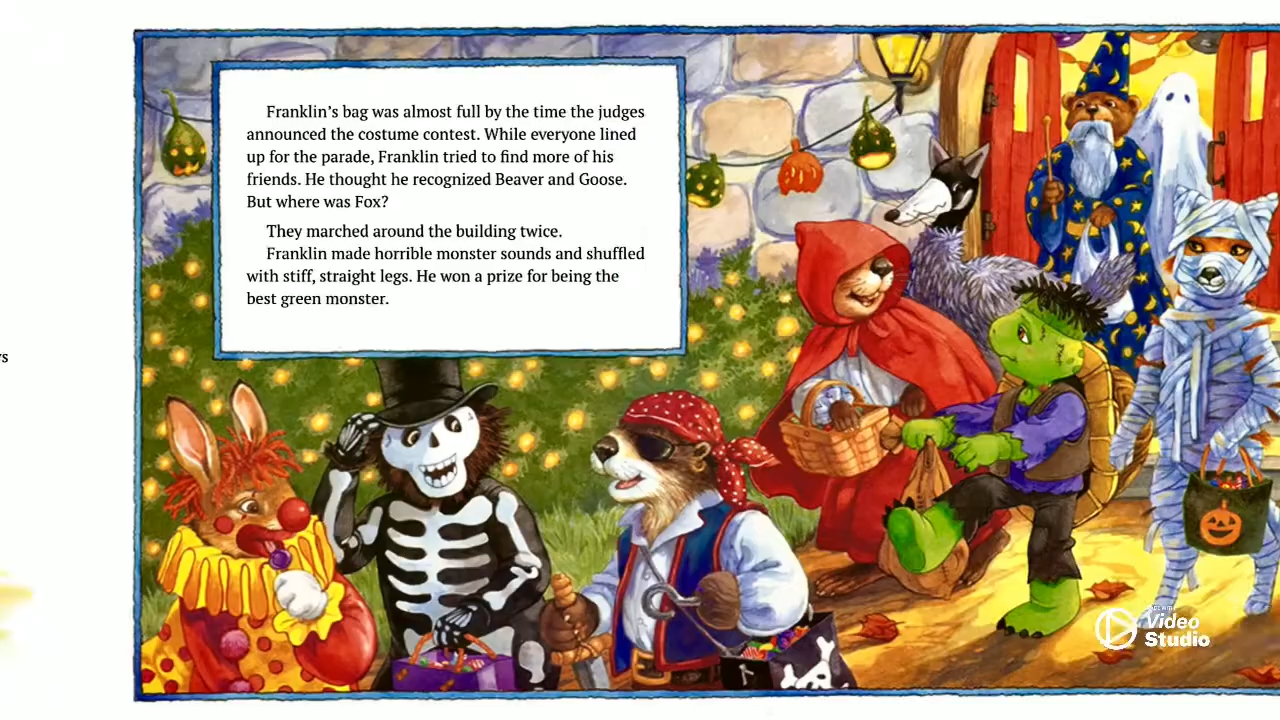 Franklin’s bag was almost full by the time the judges
announced the costume contest. While everyone lined
up for the parade, Franklin tried to find more of his
friends. He thought he recognized Beaver and Goose.
But where was Fox?
They marched around the building twice.
Franklin made horrible monster sounds and shuffled
with stiff, straight legs. He won a prize for being the
best green monster.
Video
Studio